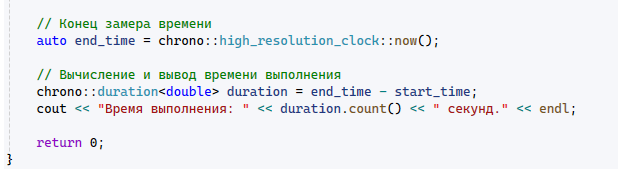 // Конец замера времени
auto end_time = chrono::high_resolution_clock::now();
// Вычисление и вывод времени выполнения
chrono::duration<double> duration = end_time - start_time;
cout << "Время выполнения: " << duration.count() << " секунд." << endl;
return 0;
}